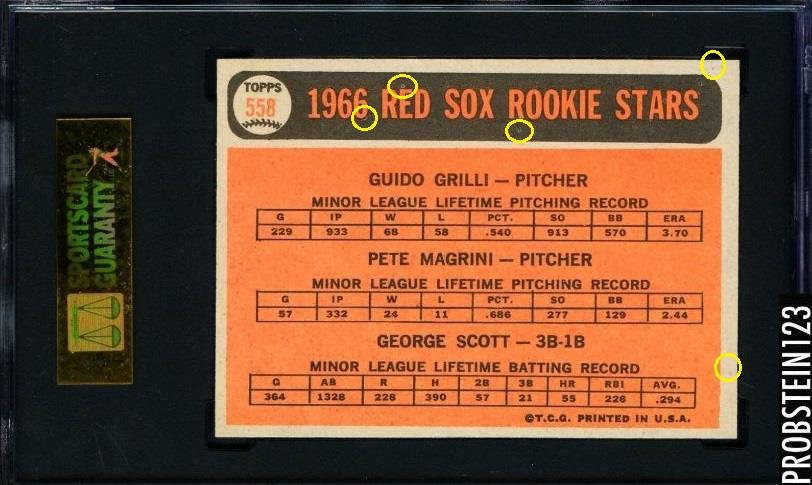 TOPPS
558
1966 RED SOX ROOKIE STARS
GUIDO GRILLI — PITCHER
MINOR LEAGUE LIFETIME PITCHING RECORD
G IP W L PCT. SO BB ERA
229 933 68 58 .540 913 570 3.70
PETE MAGRINI — PITCHER
MINOR LEAGUE LIFETIME PITCHING RECORD
G IP W L PCT. SO BB ERA
57 332 24 11 .686 277 129 2.44
GEORGE SCOTT — 3B-1B
MINOR LEAGUE LIFETIME BATTING RECORD
G AB R H 2B 3B HR RBI AVG.
364 1328 228 390 57 21 55 226 .294
©T.C.G. PRINTED IN U.S.A.
SPORTSCARD
GUARANTY
PROBSTEIN123